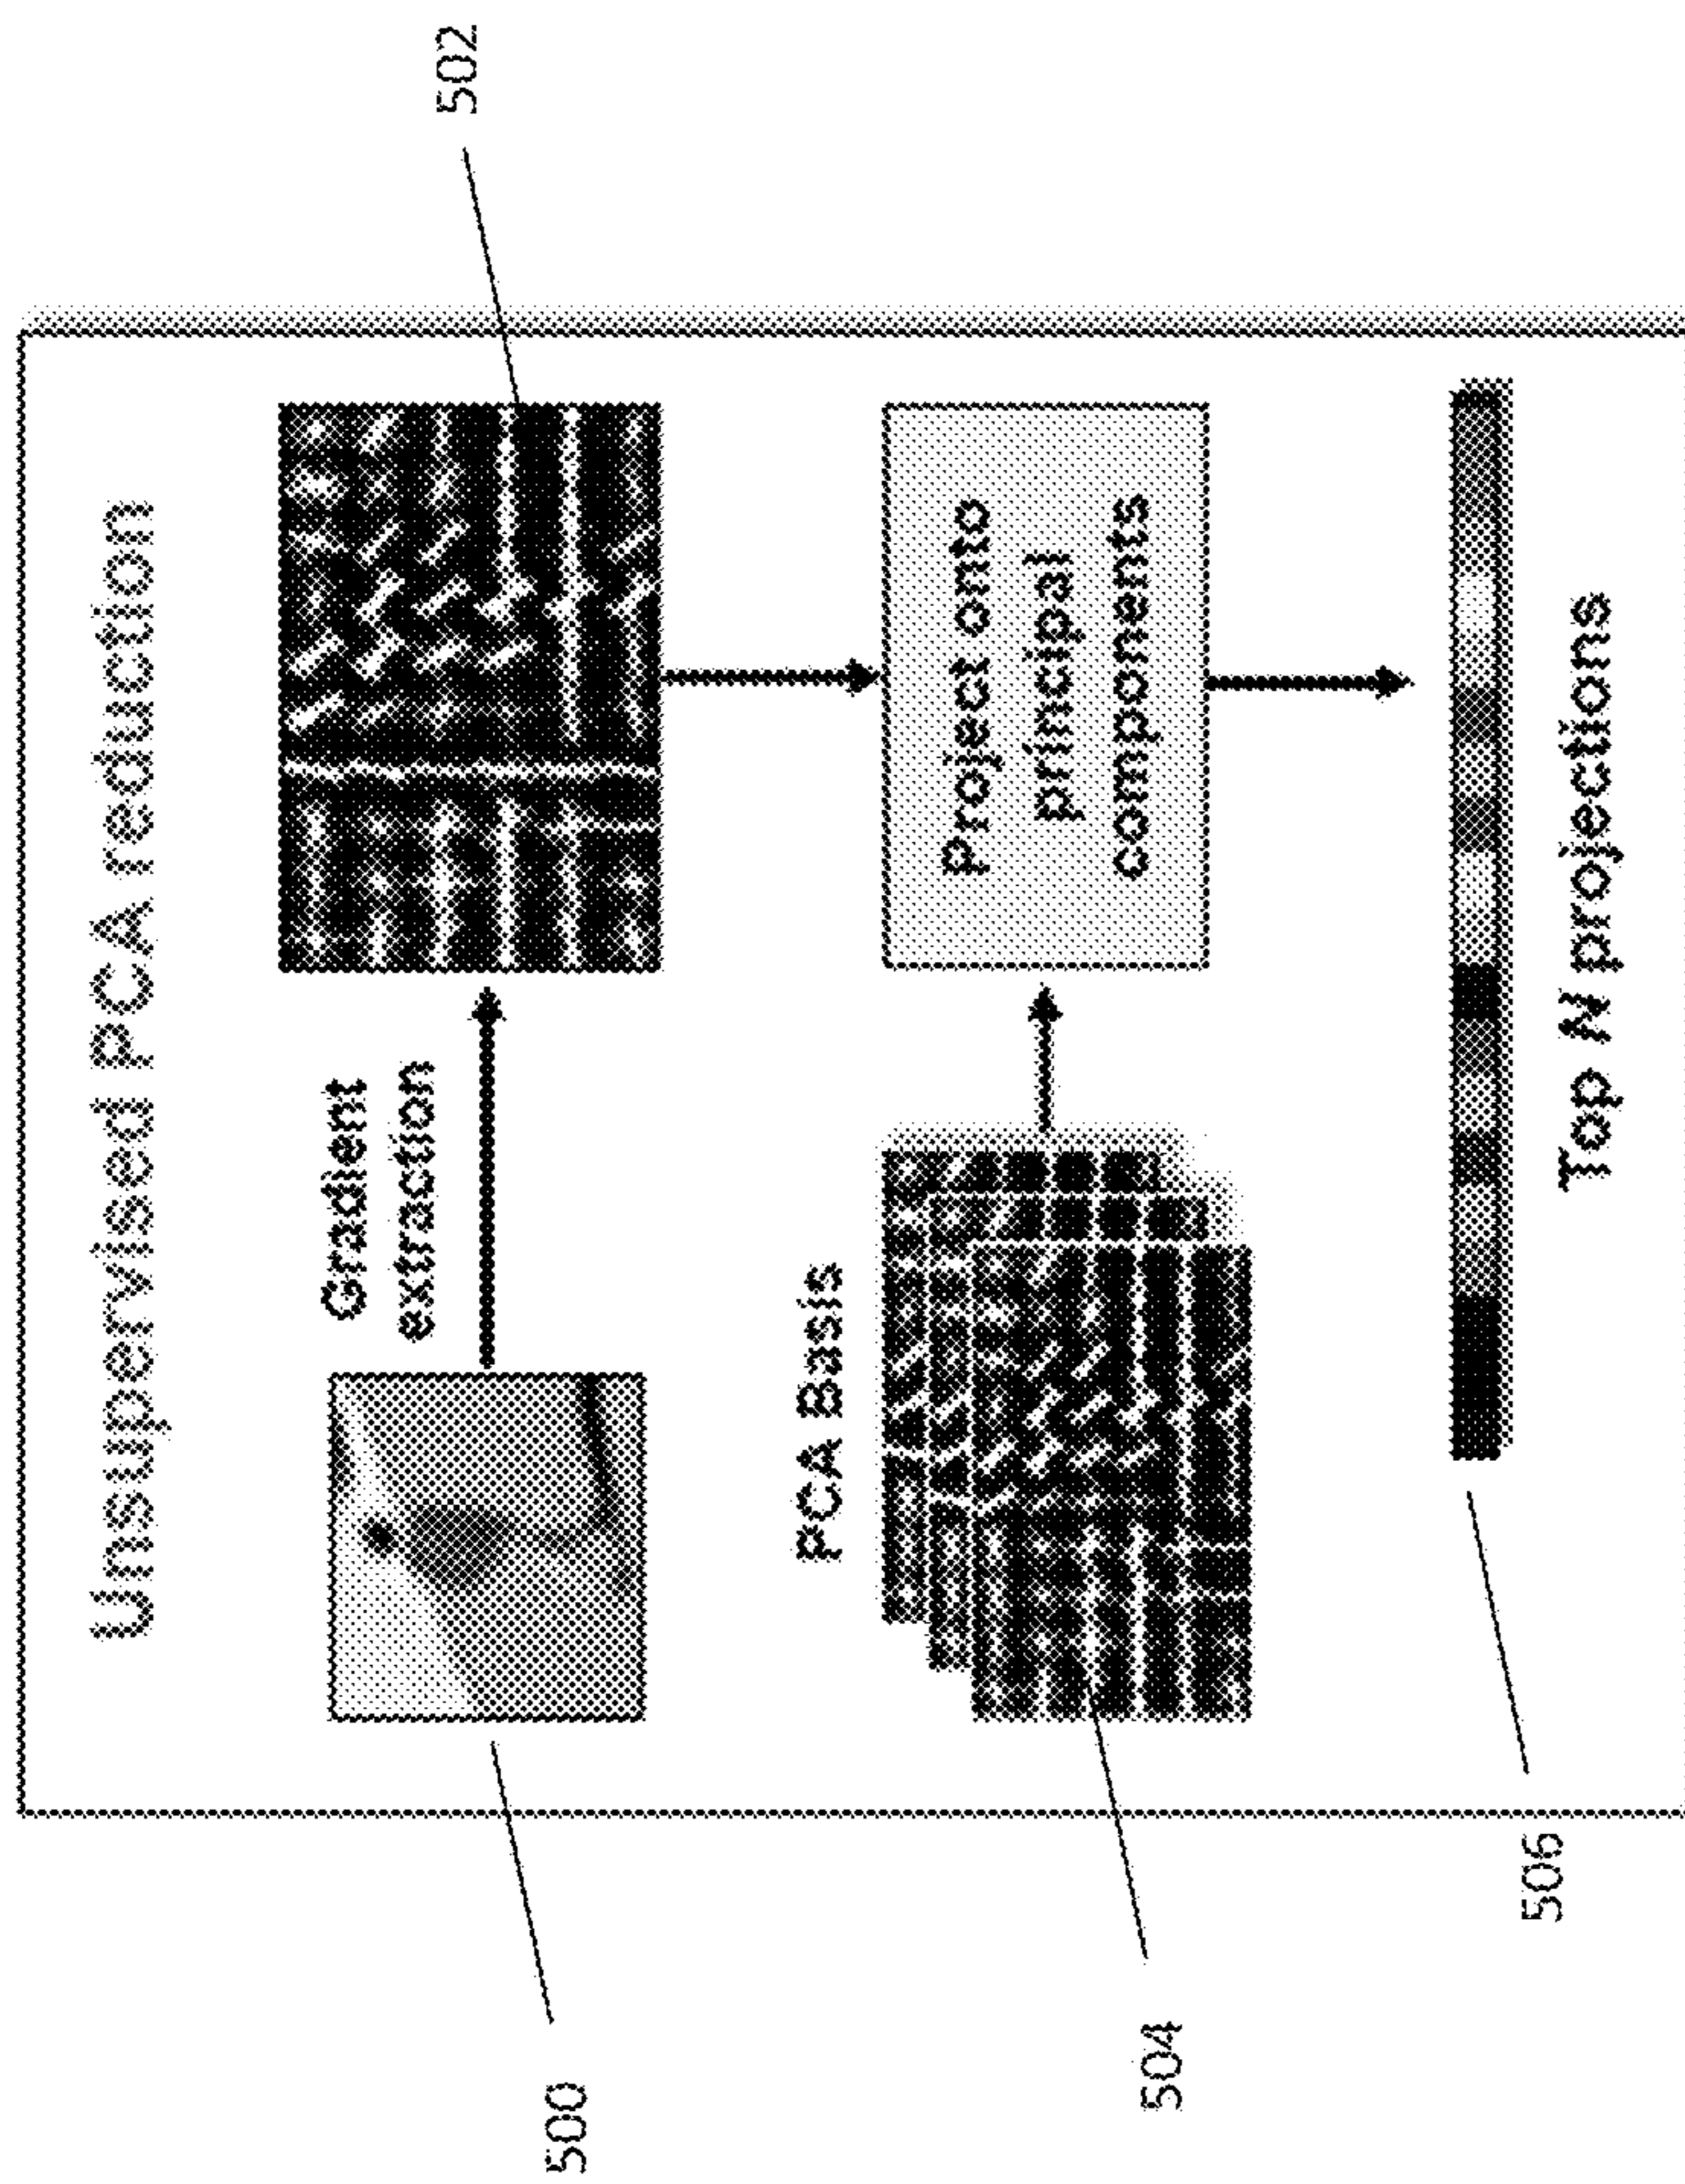 Unsupervised PCA reduction
502
Gradient
extraction
500
PCA Basis
Project onto
principal
components
504
Top N projections
506